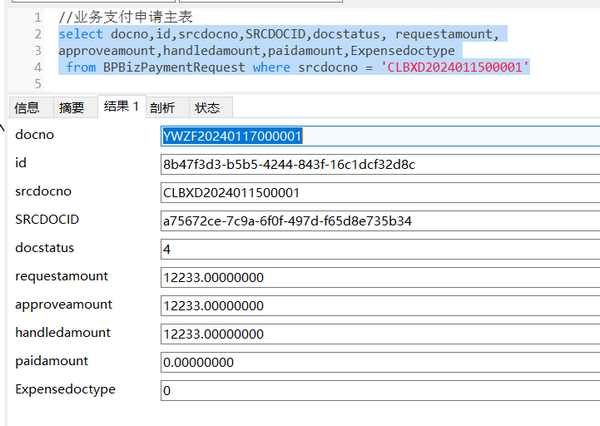 1 //业务支付申请主表
2 select docno,id,srcdocno,SRCDOCID,docstatus, requestamount,
3 approveamount,handledamount,paidamount,Expensedoctype
4 from BPBizPaymentRequest where srcdocno = 'CLBXD2024011500001'
5
信息 摘要 结果 1 剖析 状态
docno YWZF20240117000001
id 8b47f3d3-b5b5-4244-843f-16c1dcf32d8c
srcdocno CLBXD2024011500001
SRCDOCID a75672ce-7c9a-6f0f-497d-f65d8e735b34
docstatus 4
requestamount 12233.00000000
approveamount 12233.00000000
handledamount 12233.00000000
paidamount 0.00000000
Expensedoctype 0